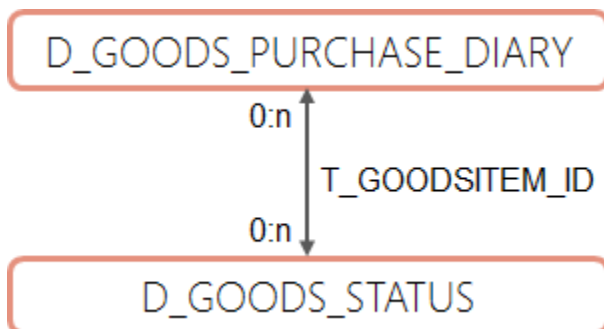 D_GOODS_PURCHASE_DIARY
0:n
T_GOODSITEM_ID
0:n
D_GOODS_STATUS